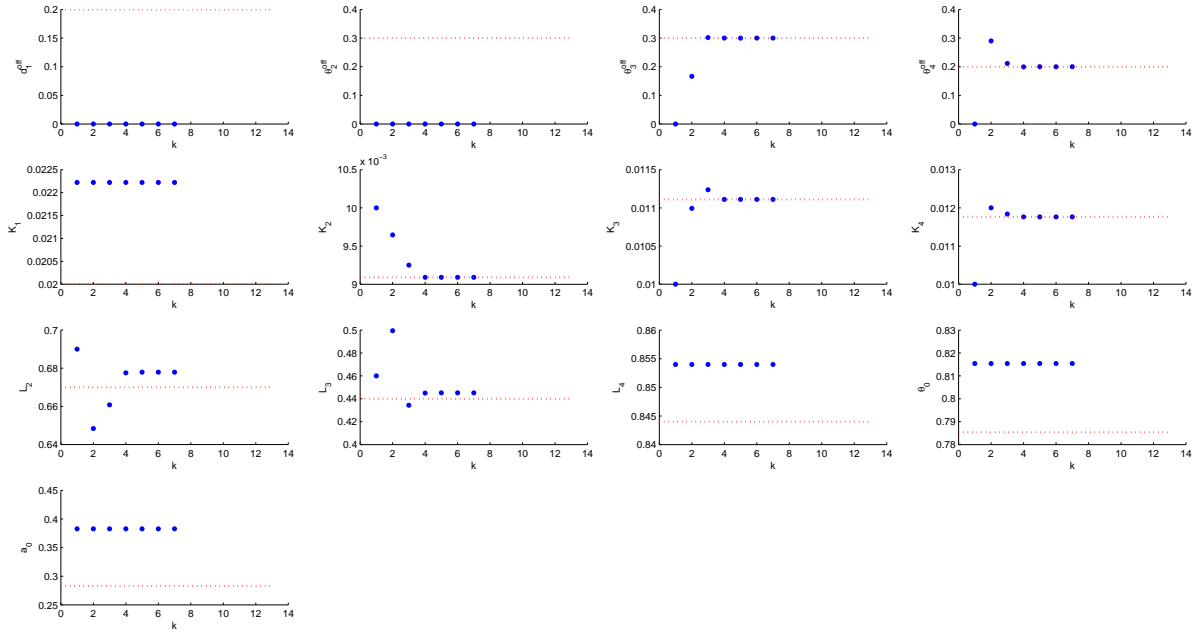 0.2
0.15
0.1
0.05
0
d₁ᵒᶠᶠ
0 2 4 6 8 10 12 14
k
0.4
0.3
0.2
0.1
0
θ₂ᵒᶠᶠ
0 2 4 6 8 10 12 14
k
0.4
0.3
0.2
0.1
0
θ₃ᵒᶠᶠ
0 2 4 6 8 10 12 14
k
0.4
0.3
0.2
0.1
0
θ₄ᵒᶠᶠ
0 2 4 6 8 10 12 14
k
0.0225
0.022
0.0215
0.021
0.0205
0.02
K₁
0 2 4 6 8 10 12 14
k
x 10⁻³
10.5
10
9.5
9
K₂
0 2 4 6 8 10 12 14
k
0.0115
0.011
0.0105
0.01
K₃
0 2 4 6 8 10 12 14
k
0.013
0.012
0.011
0.01
K₄
0 2 4 6 8 10 12 14
k
0.7
0.68
0.66
0.64
L₂
0 2 4 6 8 10 12 14
k
0.5
0.48
0.46
0.44
0.42
0.4
L₃
0 2 4 6 8 10 12 14
k
0.86
0.855
0.85
0.845
0.84
L₄
0 2 4 6 8 10 12 14
k
0.83
0.82
0.81
0.8
0.79
0.78
θ₀
0 2 4 6 8 10 12 14
k
0.45
0.4
0.35
0.3
0.25
a₀
0 2 4 6 8 10 12 14
k